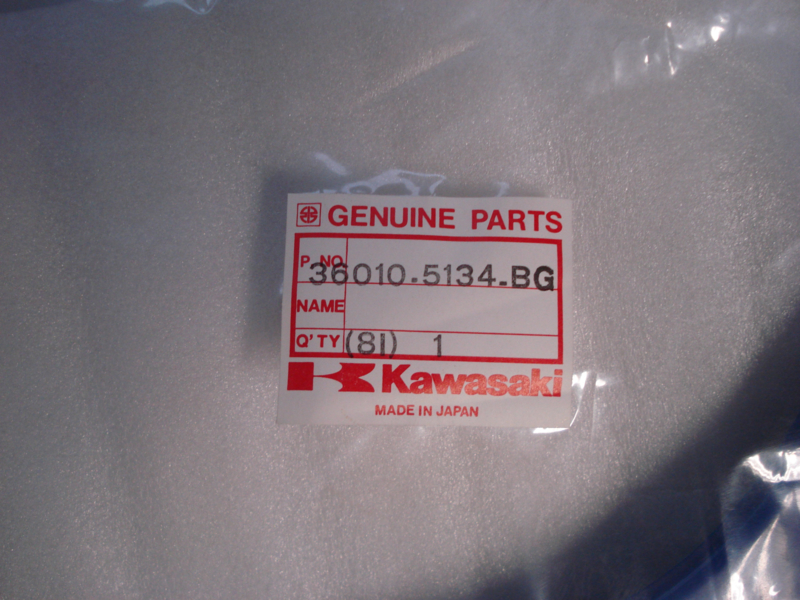 GENUINE PARTS
P. NO. 36010-5134-BG
NAME
Q'TY (81) 1
Kawasaki
MADE IN JAPAN